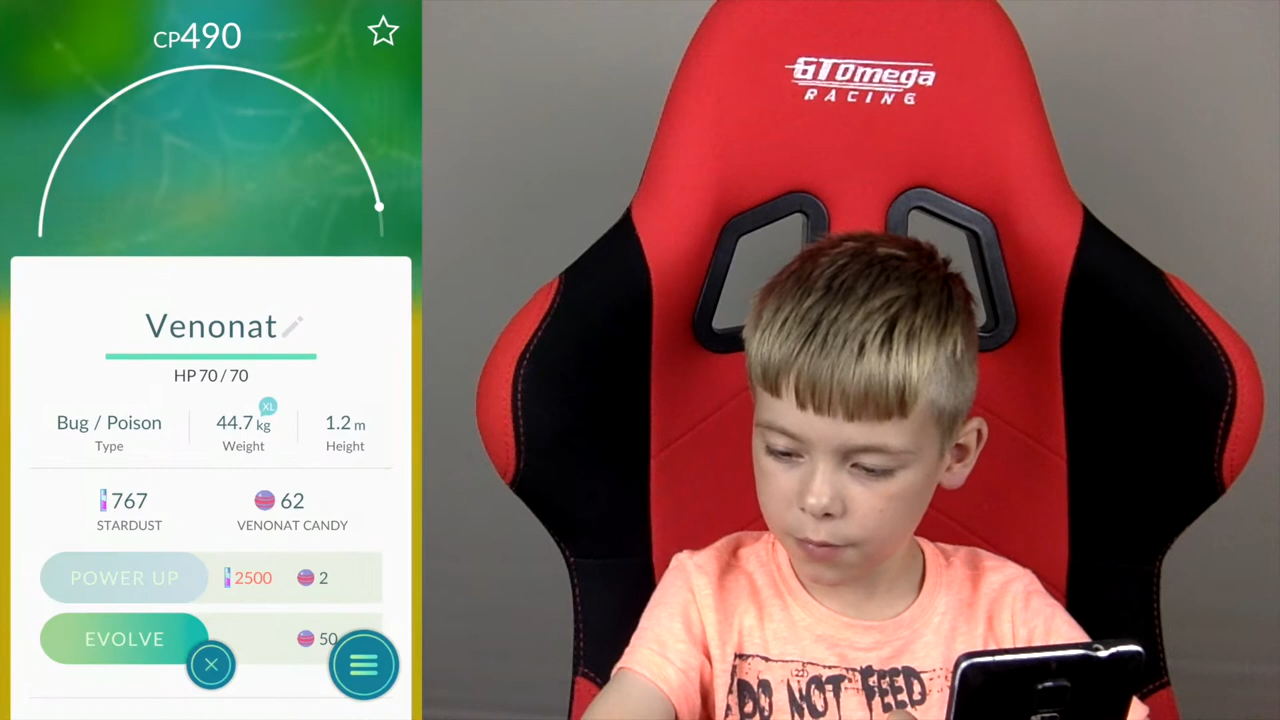 CP490
Venonat
HP 70 / 70
Bug / Poison
Type
XL
44.7 kg
Weight
1.2 m
Height
767
STARDUST
62
VENONAT CANDY
POWER UP
2500
2
EVOLVE
50
GT Omega
RACING
DO NOT FEED